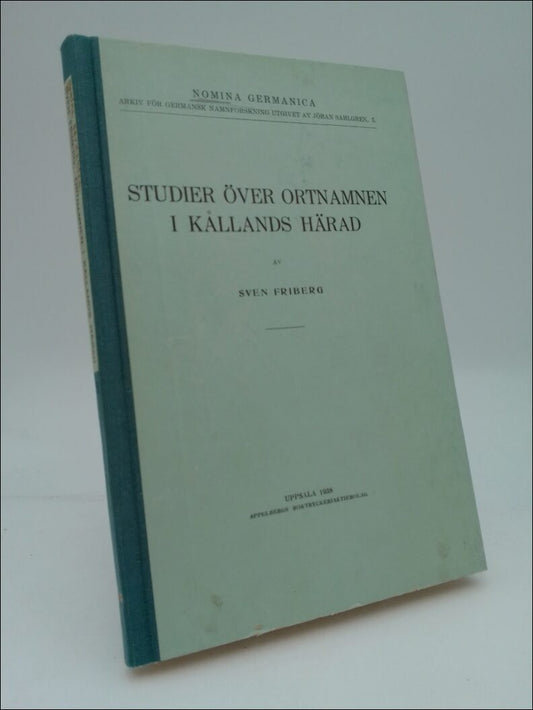 NOMINA GERMANICA
ARKIV FÖR GERMANSK NAMNFORSKNING UTGIVET AV JÖRAN SAHLGREN. 5.
STUDIER ÖVER ORTNAMNEN
I KÅLLANDS HÄRAD
AV
SVEN FRIBERG
UPPSALA 1938
APPELBERGS BOKTRYCKERIAKTIEBOLAG